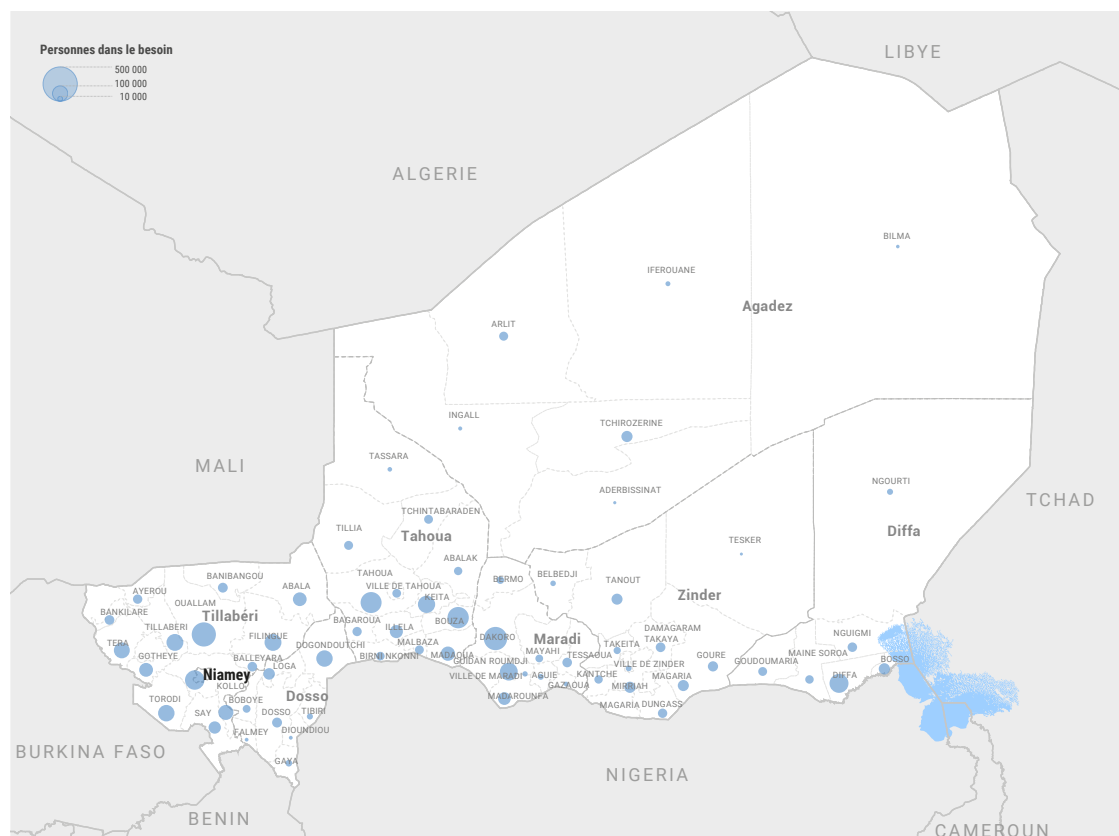 Personnes dans le besoin
500 000
100 000
10 000
LIBYE
ALGERIE
BILMA
IFEROUANE
Agadez
ARLIT
INGALL
TCHIROZERINE
TASSARA
MALI
NGOURTI
ADERBISSINAT
TCHAD
TCHINTABARADEN
TILLIA
Tahoua
Diffa
TESKER
ABALAK
TAHOUA
BANIBANGOU
BERMO
BELBEDJI
VILLE DE TAHOUA
ABALA
TANOUT
AYEROU
KEITA
Zinder
OUALLAM
BANKILARE
Tillabéri
BAGAROUA
BOUZA
TILLABÉRI
ILLELA
DAMAGARAM
TAKAYA
NGUIGMI
FILINGUE
DAKORO
Maradi
TERA
MALBAZA
TAKEITA
DOGONDOUTCHI
MAYAHI
MAINE SOROA
GOTHEYE
BALLEYARA
BIRNI NKONNI
MADAOUA
TESSAOUA
GOURE
GUIDAN ROUMDJI
GOUDOUMARIA
BOSSO
LOGA
VILLE DE ZINDER
Niamey
VILLE DE MARADI
AGUIE
KANTCHE
MAGARIA
DIFFA
KOLLO
GAZAOUA
MIRRIAH
Dosso
TORODI
BOBOYE
MADAROUNFA
MAGARIA
DUNGASS
SAY
DOSSO
TIBIRI
FALMEY
DIOUNDIOU
BURKINA FASO
GAYA
NIGERIA
BENIN
CAMEROUN